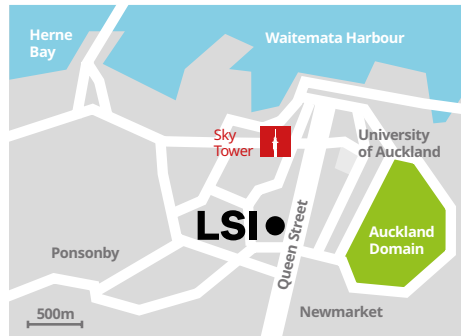 Herne
Bay
Waitemata Harbour
Sky
Tower
University
of Auckland
LSI
Queen Street
Auckland
Domain
Ponsonby
500m
Newmarket